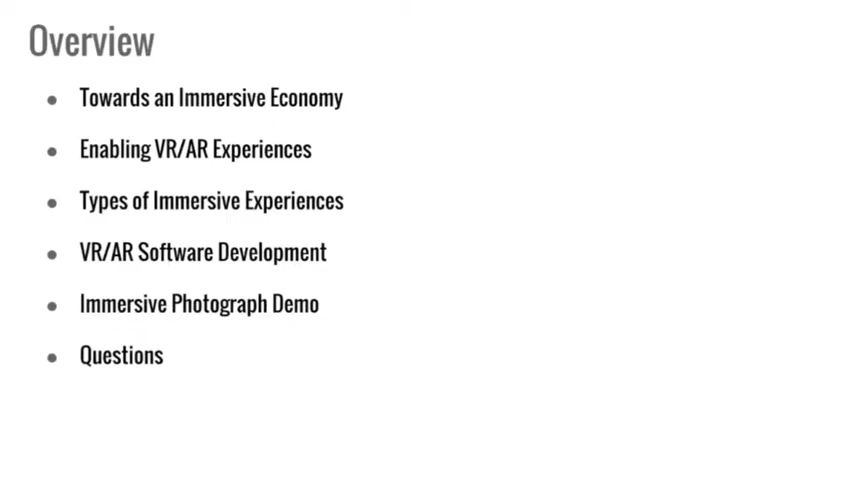 Overview
● Towards an Immersive Economy
● Enabling VR/AR Experiences
● Types of Immersive Experiences
● VR/AR Software Development
● Immersive Photograph Demo
● Questions